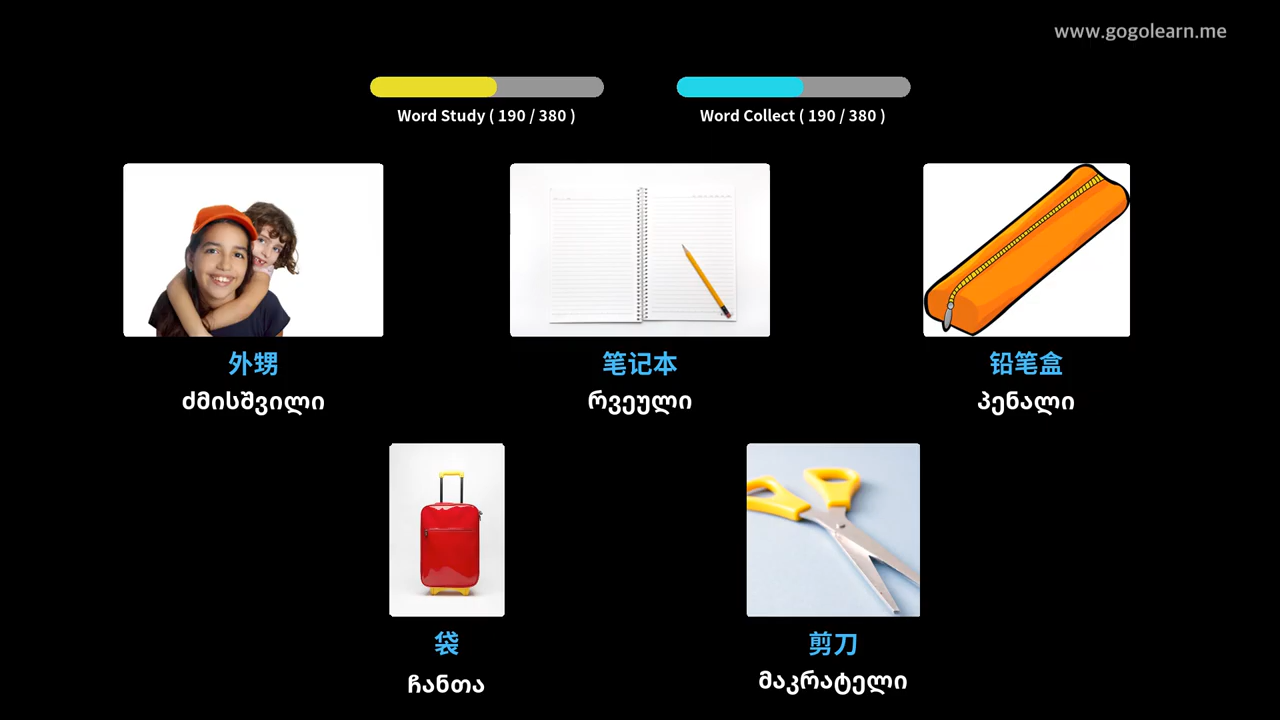 www.gogolearn.me
Word Study ( 190 / 380 )
Word Collect ( 190 / 380 )
外甥
ძმისშვილი
笔记本
რვეული
铅笔盒
პენალი
袋
ჩანთა
剪刀
მაკრატელი